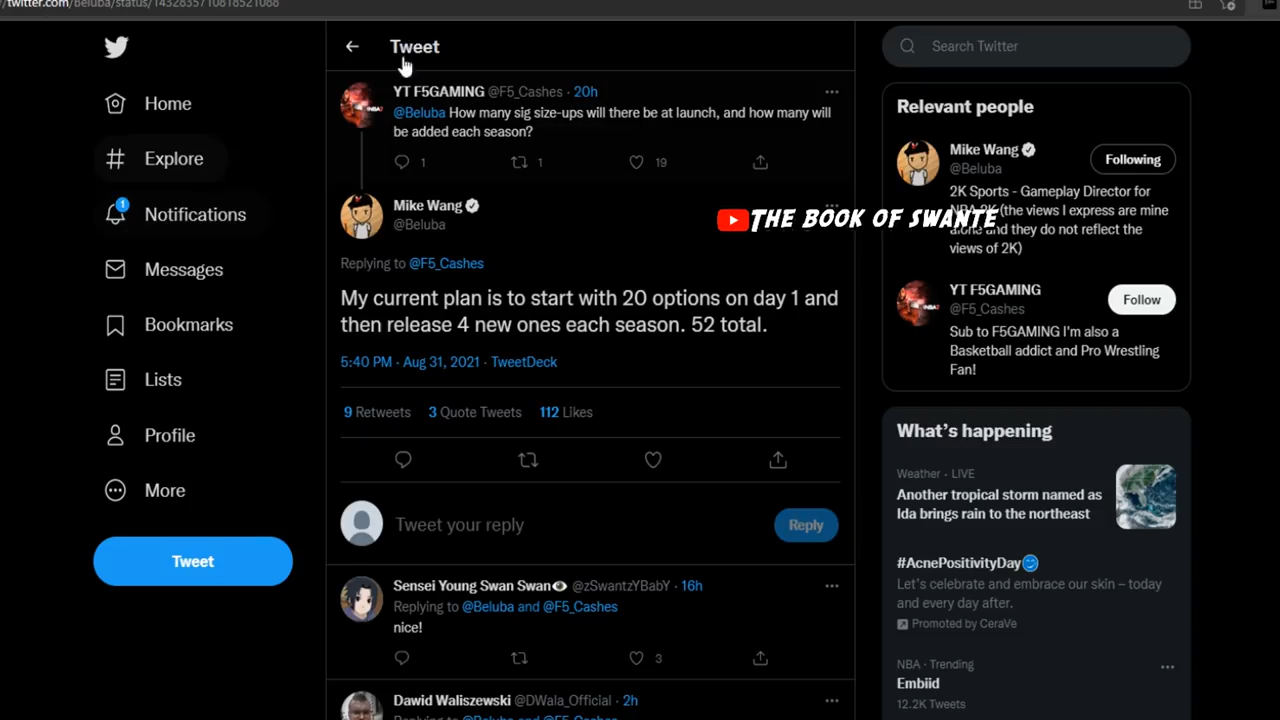 /twitter.com/Beluba/status/1432835710818521088
Home
Explore
1
Notifications
Messages
Bookmarks
Lists
Profile
More
Tweet
Tweet
YT F5GAMING @F5_Cashes · 20h
@Beluba How many sig size-ups will there be at launch, and how many will
be added each season?
1 1 19
Mike Wang
@Beluba
Replying to @F5_Cashes
My current plan is to start with 20 options on day 1 and
then release 4 new ones each season. 52 total.
5:40 PM · Aug 31, 2021 · TweetDeck
9 Retweets 3 Quote Tweets 112 Likes
Tweet your reply
Reply
Sensei Young Swan Swan @zSwantzYBabY · 16h
Replying to @Beluba and @F5_Cashes
nice!
3
Dawid Waliszewski @DWala_Official · 2h
Replying to @Beluba and @F5_Cashes
THE BOOK OF SWANTE
Search Twitter
Relevant people
Mike Wang
@Beluba
Following
2K Sports - Gameplay Director for
NBA 2K (the views I express are mine
alone and they do not reflect the
views of 2K)
YT F5GAMING
@F5_Cashes
Follow
Sub to F5GAMING I'm also a
Basketball addict and Pro Wrestling
Fan!
What's happening
Weather · LIVE
Another tropical storm named as
Ida brings rain to the northeast
#AcnePositivityDay
Let's celebrate and embrace our skin – today
and every day after.
Promoted by CeraVe
NBA · Trending
Embiid
12.2K Tweets